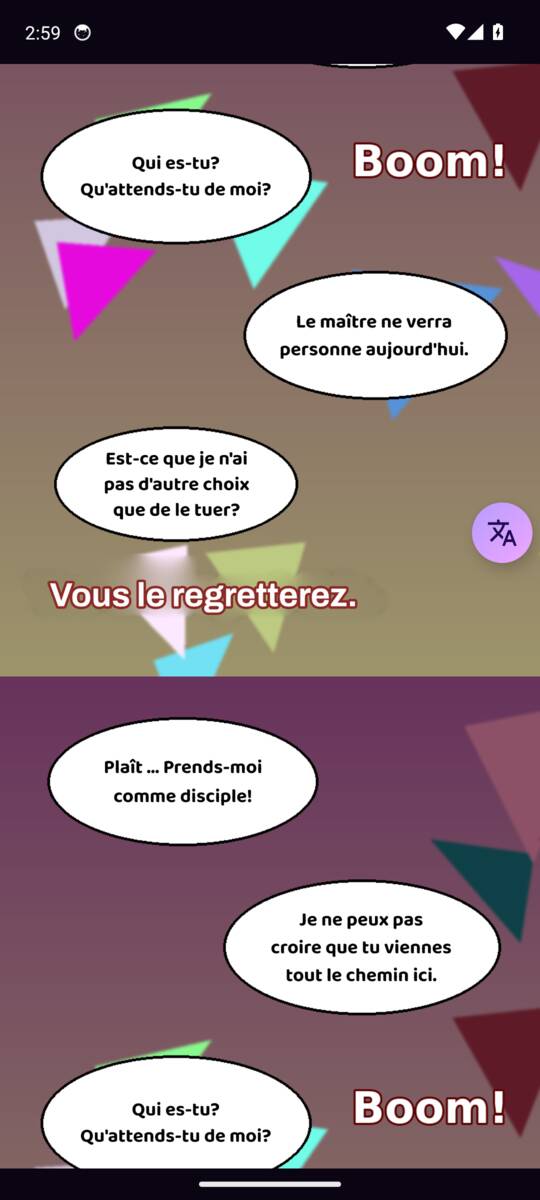 2:59
Qui es-tu?
Qu'attends-tu de moi?
Boom!
Le maître ne verra
personne aujourd'hui.
Est-ce que je n'ai
pas d'autre choix
que de le tuer?
Vous le regretterez.
Plaît ... Prends-moi
comme disciple!
Je ne peux pas
croire que tu viennes
tout le chemin ici.
Qui es-tu?
Qu'attends-tu de moi?
Boom!